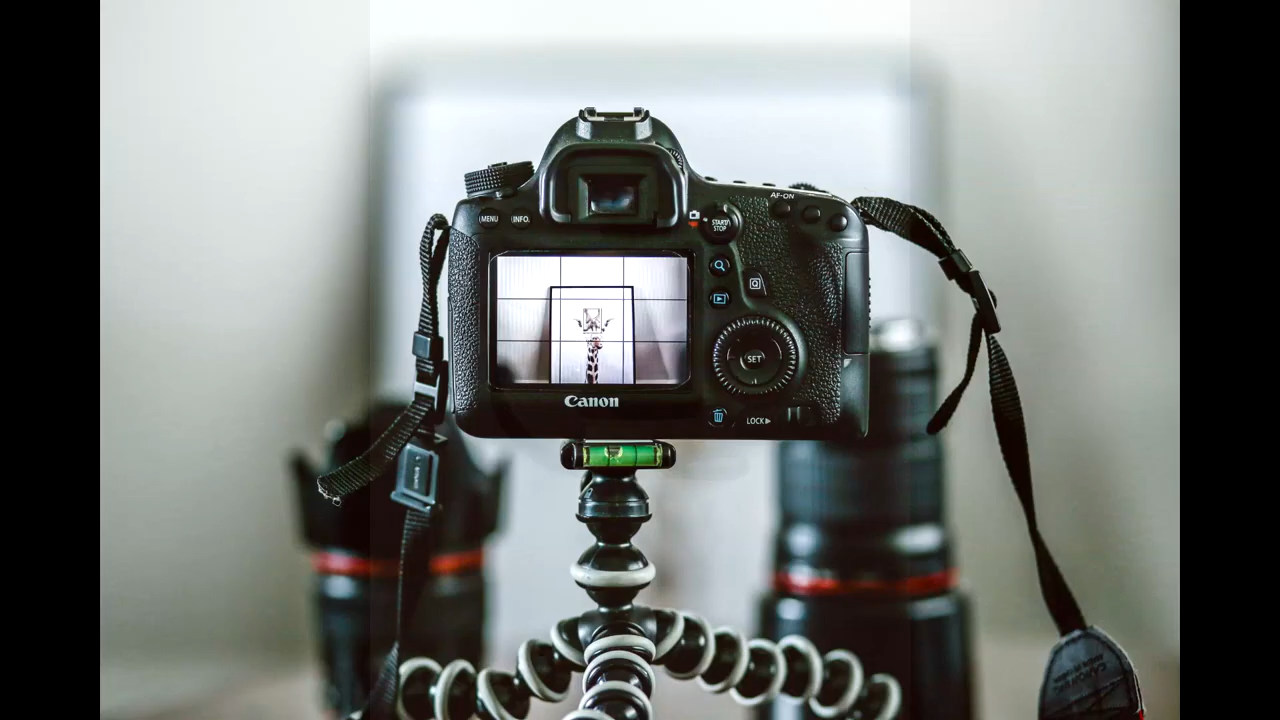 AF-ON
MENU INFO.
START/
STOP
Q
SET
Canon
LOCK